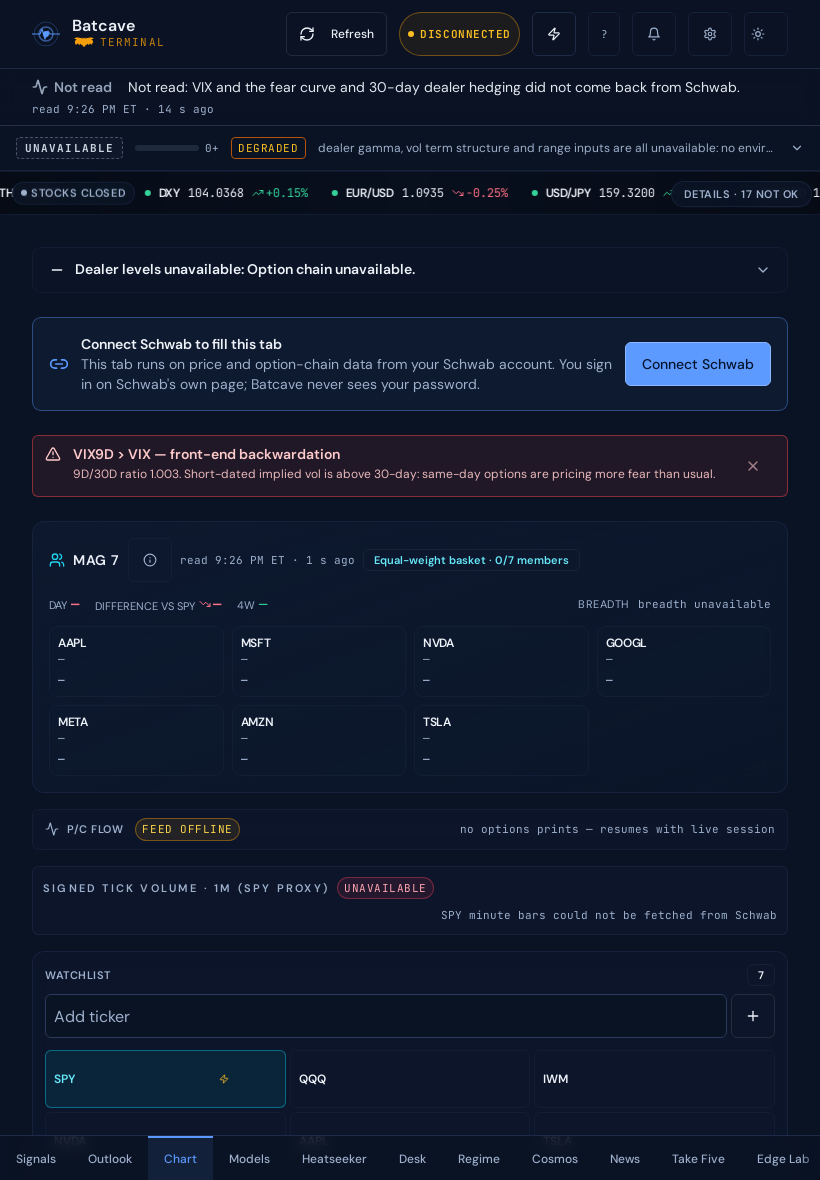 Batcave
TERMINAL
Refresh
DISCONNECTED
?
Not read Not read: VIX and the fear curve and 30-day dealer hedging did not come back from Schwab.
read 9:26 PM ET · 14 s ago
UNAVAILABLE 0+ DEGRADED dealer gamma, vol term structure and range inputs are all unavailable: no envir...
TH STOCKS CLOSED DXY 104.0368 +0.15% EUR/USD 1.0935 -0.25% USD/JPY 159.3200 DETAILS · 17 NOT OK 1
Dealer levels unavailable: Option chain unavailable.
Connect Schwab to fill this tab
This tab runs on price and option-chain data from your Schwab account. You sign
in on Schwab's own page; Batcave never sees your password.
Connect Schwab
VIX9D > VIX — front-end backwardation
9D/30D ratio 1.003. Short-dated implied vol is above 30-day: same-day options are pricing more fear than usual.
MAG 7 read 9:26 PM ET · 1 s ago Equal-weight basket · 0/7 members
DAY — DIFFERENCE VS SPY — 4W — BREADTH breadth unavailable
AAPL MSFT NVDA GOOGL
— — — —
— — — —
META AMZN TSLA
— — —
— — —
P/C FLOW FEED OFFLINE no options prints — resumes with live session
SIGNED TICK VOLUME · 1M (SPY PROXY) UNAVAILABLE
SPY minute bars could not be fetched from Schwab
WATCHLIST 7
Add ticker +
SPY QQQ IWM
NVDA AAPL TSLA
Signals Outlook Chart Models Heatseeker Desk Regime Cosmos News Take Five Edge Lab